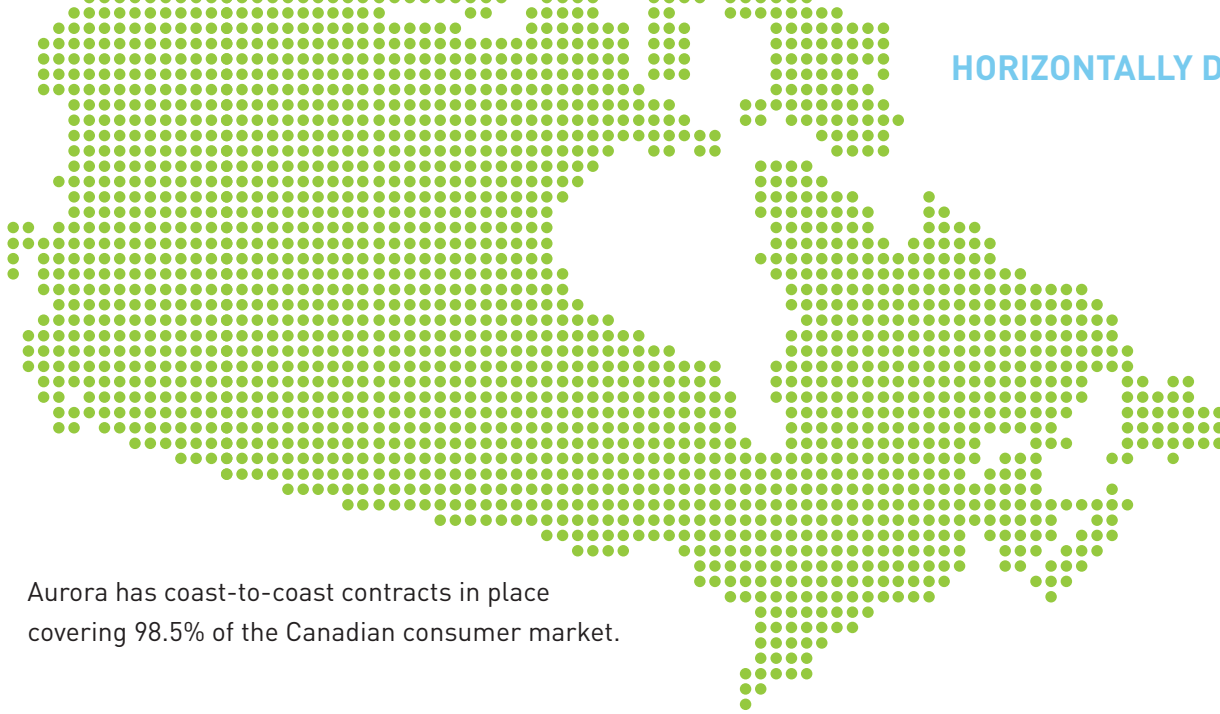 HORIZONTALLY D
Aurora has coast-to-coast contracts in place
covering 98.5% of the Canadian consumer market.